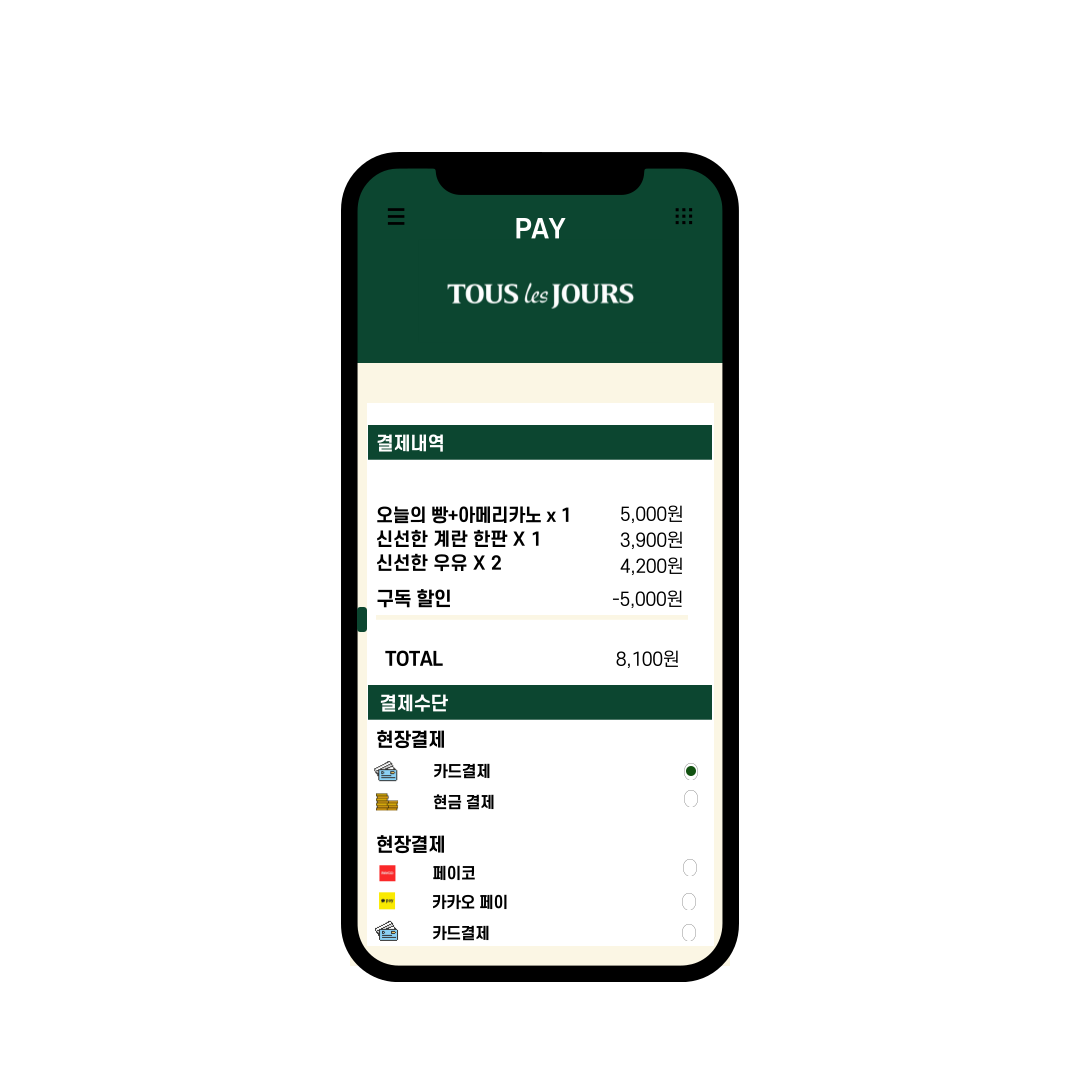 PAY
TOUS les JOURS
결제내역
오늘의 빵+아메리카노 x 1 5,000원
신선한 계란 한판 X 1 3,900원
신선한 우유 X 2 4,200원
구독 할인 -5,000원
TOTAL 8,100원
결제수단
현장결제
카드결제
현금 결제
현장결제
페이코
카카오 페이
카드결제